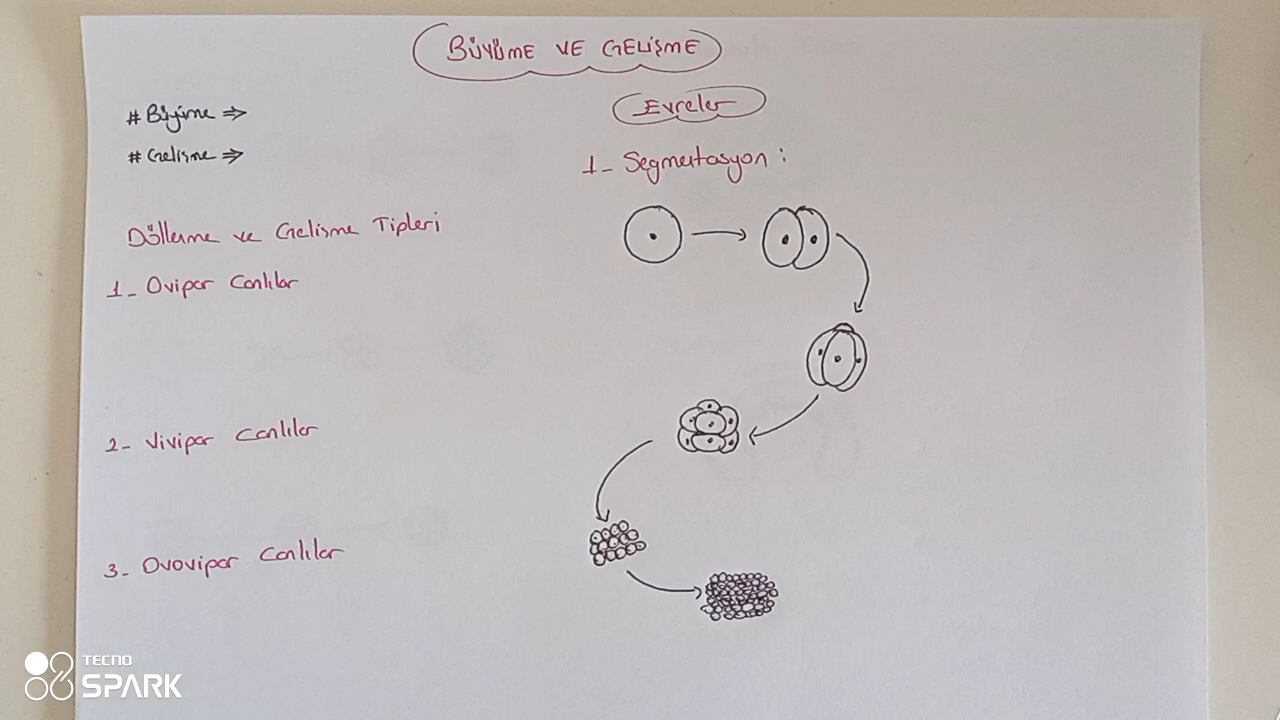 BÜYÜME VE GELİŞME
# Büyüme ⇒
# Gelişme ⇒
Döllenme ve Gelişme Tipleri
1- Ovipar Canlılar
2- Vivipar Canlılar
3- Ovovipar Canlılar
Evreler
1- Segmentasyon :
TECNO
SPARK